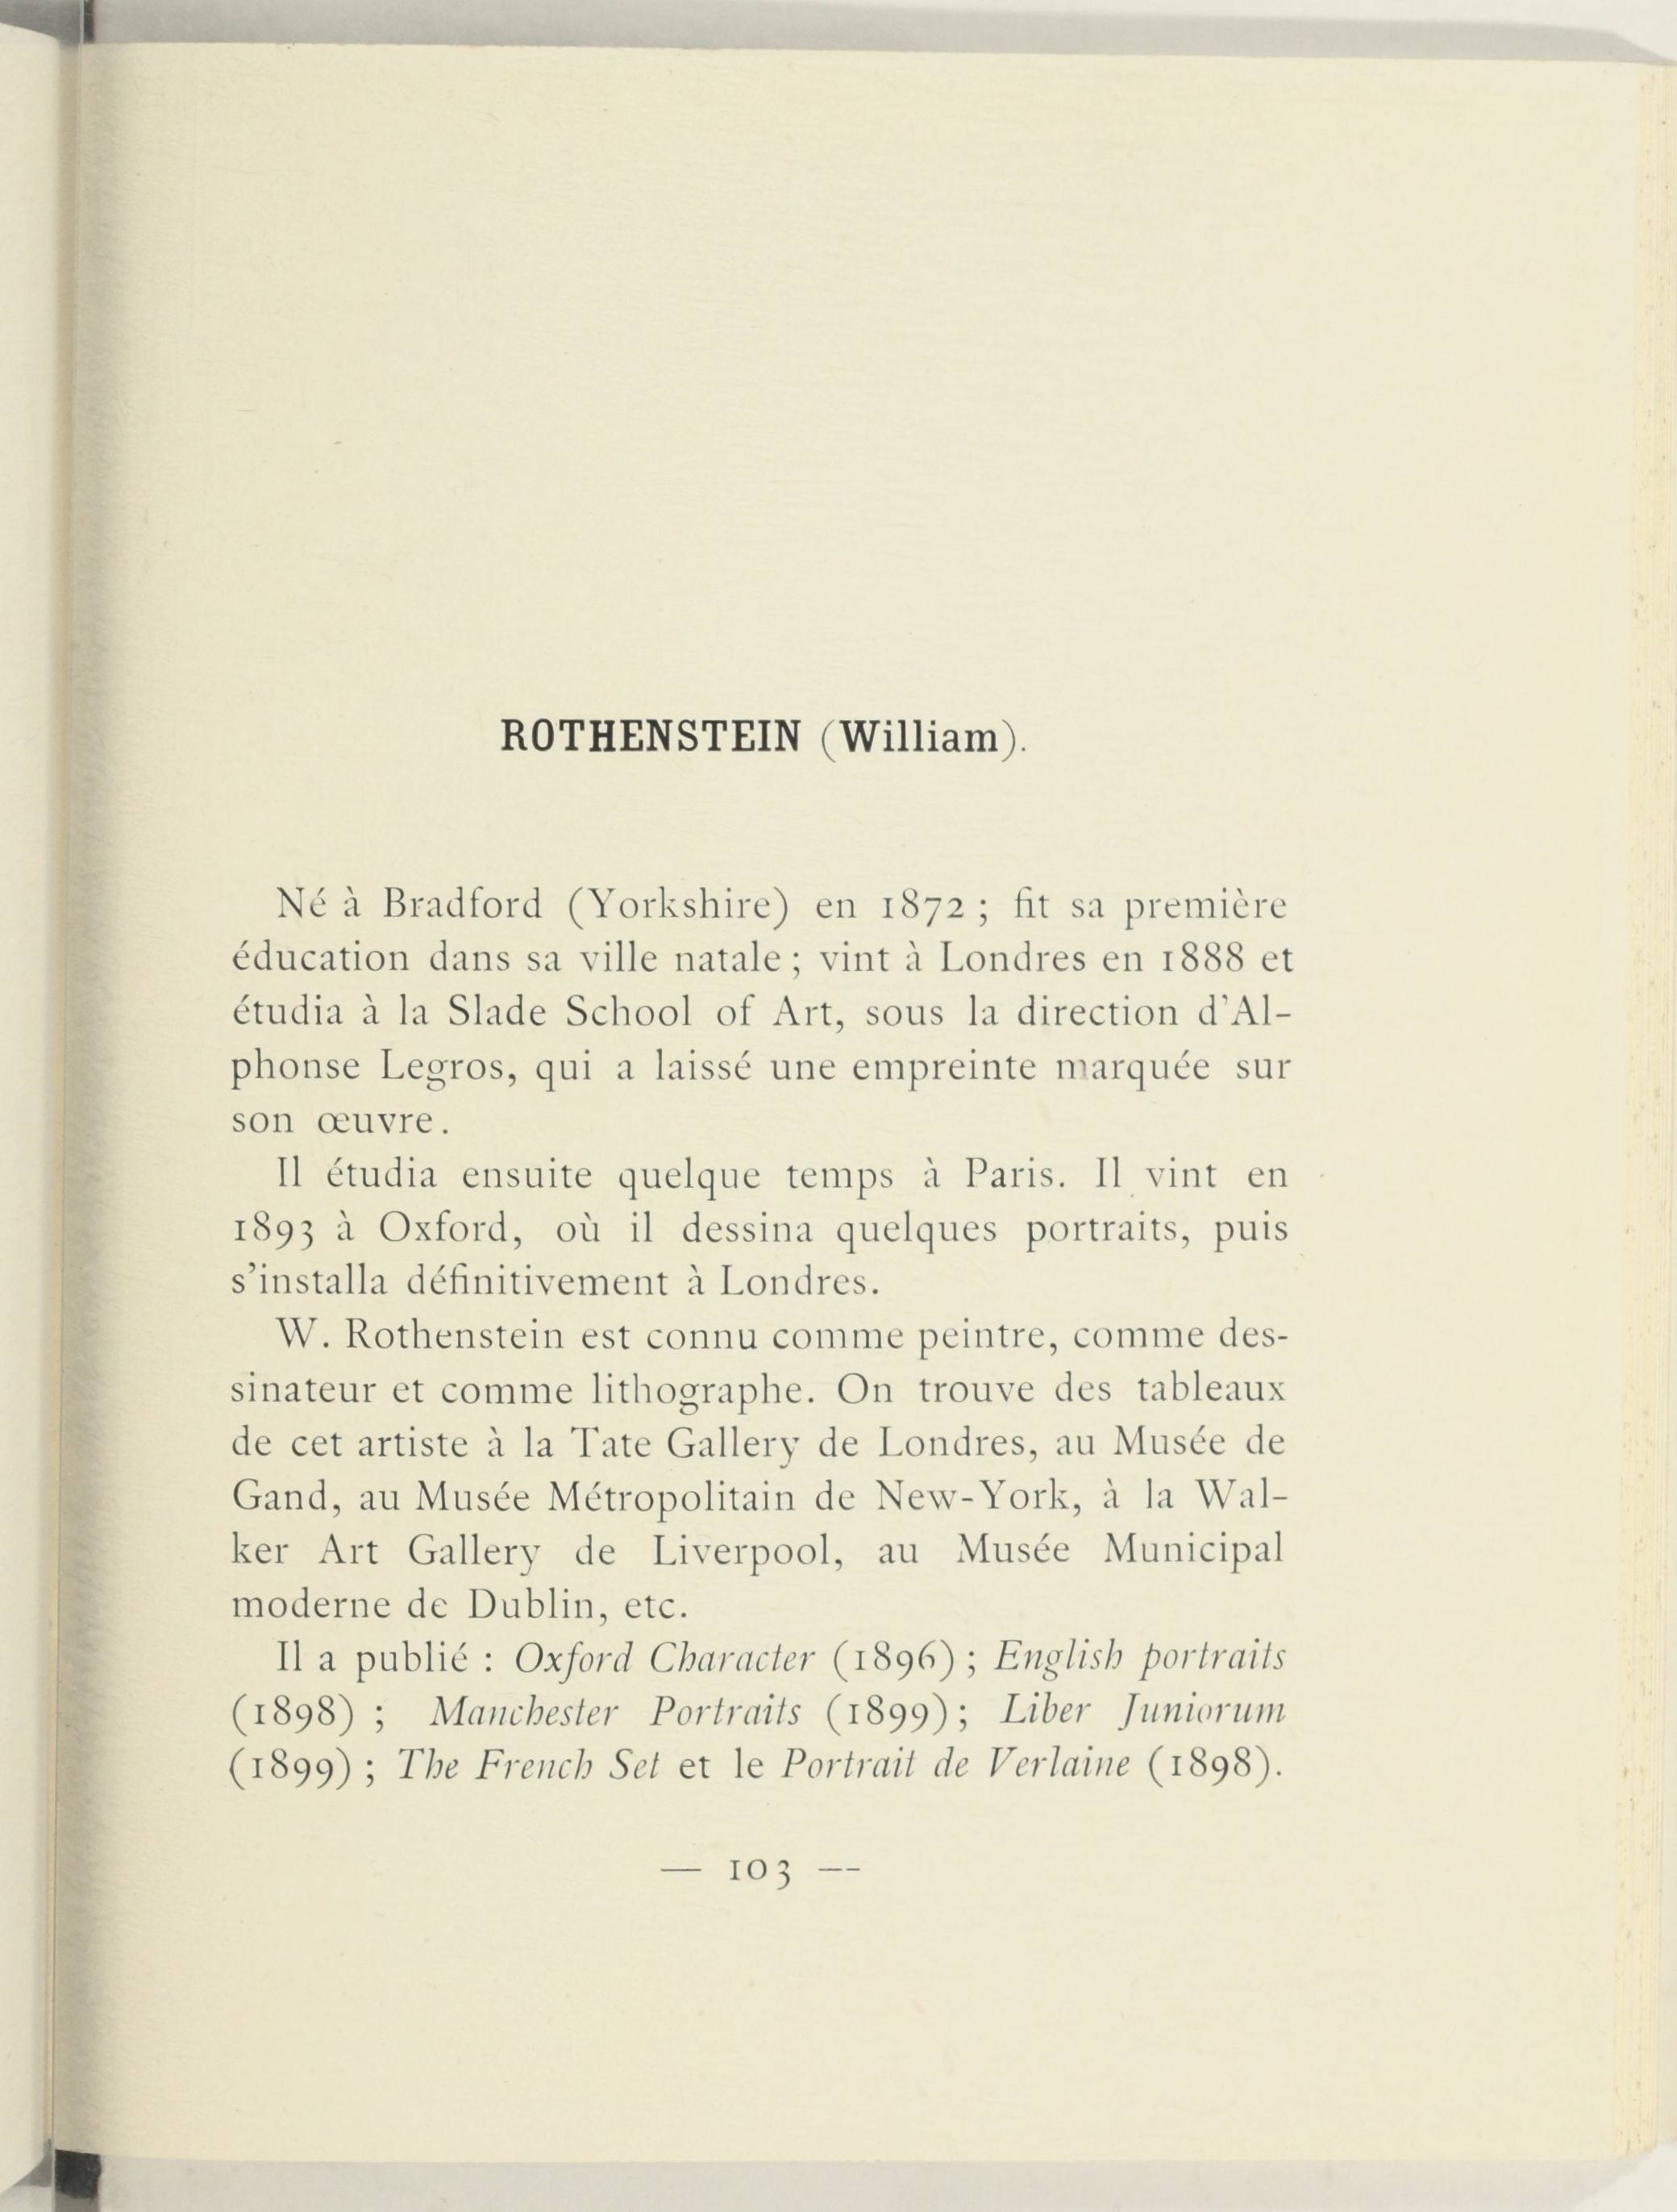 ROTHENSTEIN (William).
Né à Bradford (Yorkshire) en 1872 ; fit sa première
éducation dans sa ville natale ; vint à Londres en 1888 et
étudia à la Slade School of Art, sous la direction d'Al-
phonse Legros, qui a laissé une empreinte marquée sur
son œuvre.
Il étudia ensuite quelque temps à Paris. Il vint en
1893 à Oxford, où il dessina quelques portraits, puis
s'installa définitivement à Londres.
W. Rothenstein est connu comme peintre, comme des-
sinateur et comme lithographe. On trouve des tableaux
de cet artiste à la Tate Gallery de Londres, au Musée de
Gand, au Musée Métropolitain de New-York, à la Wal-
ker Art Gallery de Liverpool, au Musée Municipal
moderne de Dublin, etc.
Il a publié : Oxford Character (1896) ; English portraits
(1898) ; Manchester Portraits (1899) ; Liber Juniorum
(1899) ; The French Set et le Portrait de Verlaine (1898).
— 103 —